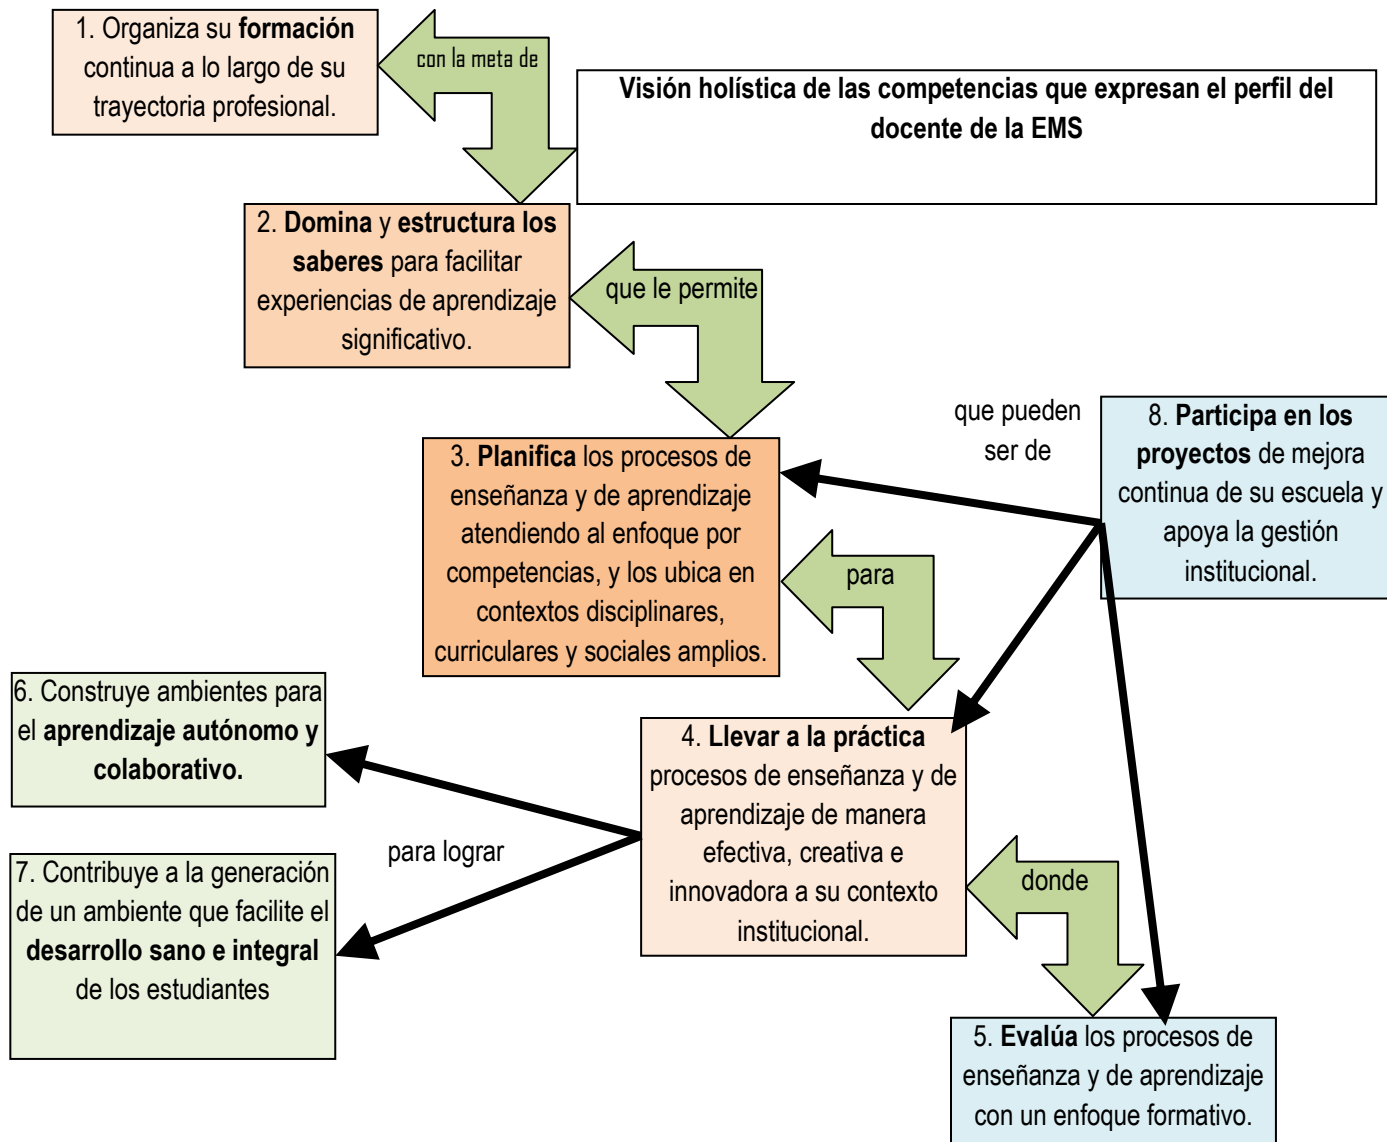 1. Organiza su formación
continua a lo largo de su
trayectoria profesional.
con la meta de
Visión holística de las competencias que expresan el perfil del
docente de la EMS
2. Domina y estructura los
saberes para facilitar
experiencias de aprendizaje
significativo.
que le permite
3. Planifica los procesos de
enseñanza y de aprendizaje
atendiendo al enfoque por
competencias, y los ubica en
contextos disciplinares,
curriculares y sociales amplios.
que pueden
ser de
8. Participa en los
proyectos de mejora
continua de su escuela y
apoya la gestión
institucional.
para
4. Llevar a la práctica
procesos de enseñanza y de
aprendizaje de manera
efectiva, creativa e
innovadora a su contexto
institucional.
6. Construye ambientes para
el aprendizaje autónomo y
colaborativo.
para lograr
7. Contribuye a la generación
de un ambiente que facilite el
desarrollo sano e integral
de los estudiantes
donde
5. Evalúa los procesos de
enseñanza y de aprendizaje
con un enfoque formativo.